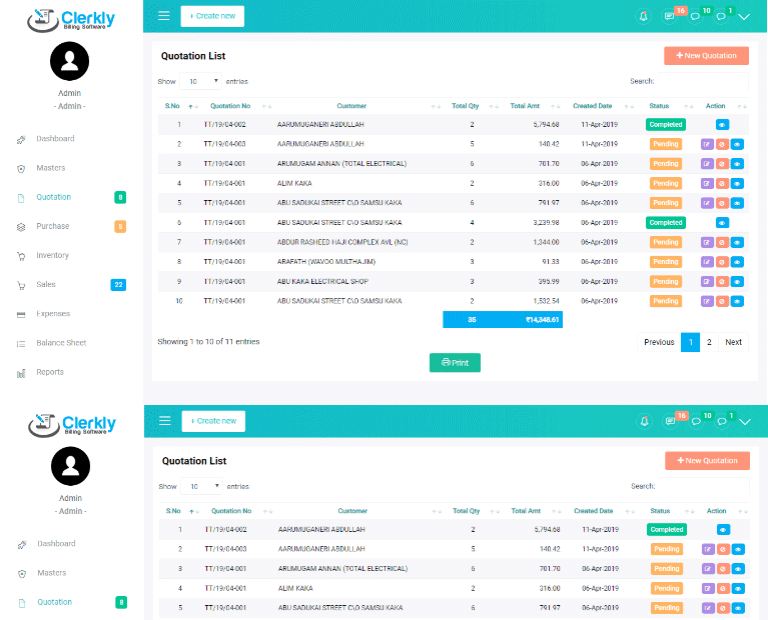 Clerkly
Billing Software
+ Create new
16 10 1
Admin
- Admin -
Quotation List
+ New Quotation
Show 10 entries
Search:
S.No Quotation No Customer Total Qty Total Amt Created Date Status Action
1 TT/19/04-002 AARUMUGANERI ABDULLAH 2 5,794.68 11-Apr-2019 Completed
2 TT/19/04-003 AARUMUGANERI ABDULLAH 5 140.42 11-Apr-2019 Pending
3 TT/19/04-001 ARUMUGAM ANNAN (TOTAL ELECTRICAL) 6 701.70 06-Apr-2019 Pending
4 TT/19/04-001 ALIM KAKA 2 316.00 06-Apr-2019 Pending
5 TT/19/04-001 ABU SADUKAI STREET C\O SAMSU KAKA 6 791.97 06-Apr-2019 Pending
6 TT/19/04-001 ABU SADUKAI STREET C\O SAMSU KAKA 4 3,239.98 06-Apr-2019 Completed
7 TT/19/04-001 ABDUR RASHEED HAJI COMPLEX AVL (NC) 2 1,344.00 06-Apr-2019 Pending
8 TT/19/04-001 ABAFATH (WAVOO MULTHAJIM) 3 91.33 06-Apr-2019 Pending
9 TT/19/04-001 ABU KAKA ELECTRICAL SHOP 3 395.99 06-Apr-2019 Pending
10 TT/19/04-001 ABU SADUKAI STREET C\O SAMSU KAKA 2 1,532.54 06-Apr-2019 Pending
35 ₹14,348.61
Showing 1 to 10 of 11 entries
Previous 1 2 Next
Print
Dashboard
Masters
Quotation 8
Purchase 8
Inventory
Sales 22
Expenses
Balance Sheet
Reports
Clerkly
Billing Software
+ Create new
16 10 1
Admin
- Admin -
Quotation List
+ New Quotation
Show 10 entries
Search:
S.No Quotation No Customer Total Qty Total Amt Created Date Status Action
1 TT/19/04-002 AARUMUGANERI ABDULLAH 2 5,794.68 11-Apr-2019 Completed
2 TT/19/04-003 AARUMUGANERI ABDULLAH 5 140.42 11-Apr-2019 Pending
3 TT/19/04-001 ARUMUGAM ANNAN (TOTAL ELECTRICAL) 6 701.70 06-Apr-2019 Pending
4 TT/19/04-001 ALIM KAKA 2 316.00 06-Apr-2019 Pending
5 TT/19/04-001 ABU SADUKAI STREET C\O SAMSU KAKA 6 791.97 06-Apr-2019 Pending
Dashboard
Masters
Quotation 8